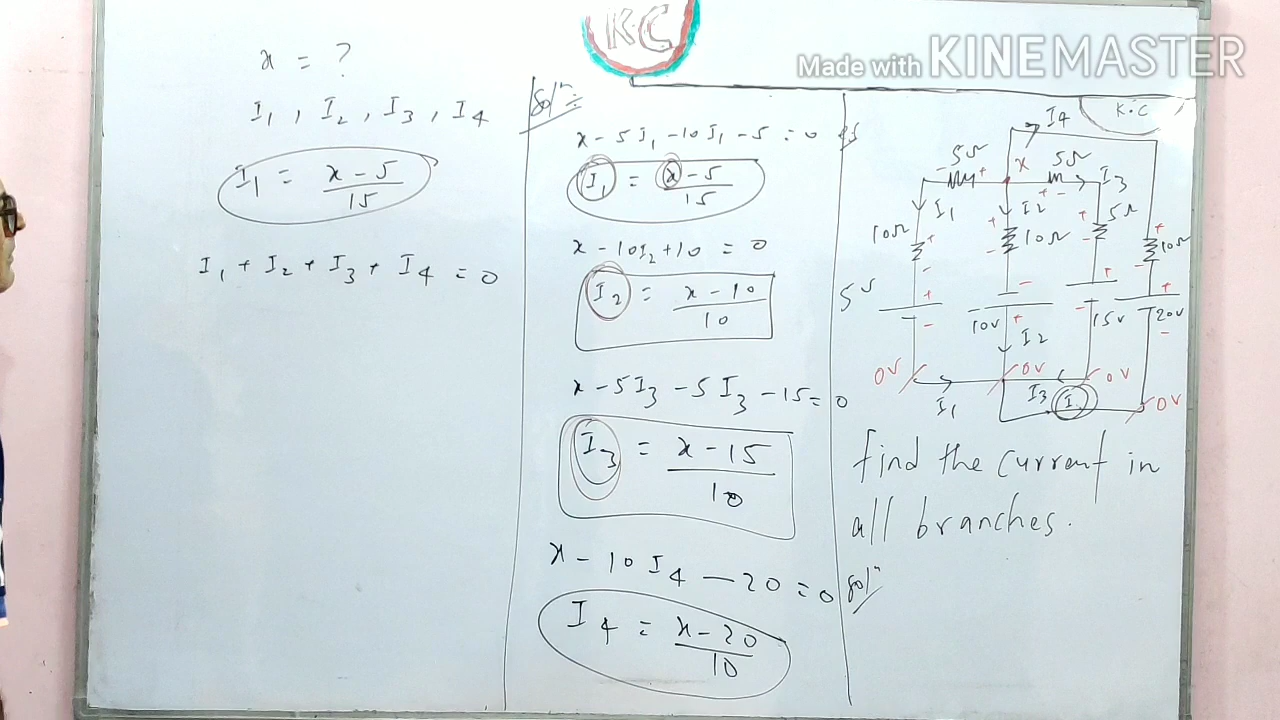 K.C
Made with KINEMASTER
x = ?
I₁, I₂, I₃, I₄
I₁ = x - 5 / 15
I₁ + I₂ + I₃ + I₄ = 0
Solⁿ
x - 5I₁ - 10I₁ - 5 = 0
I₁ = x - 5 / 15
x - 10I₂ + 10 = 0
I₂ = x - 10 / 10
x - 5I₃ - 5I₃ - 15 = 0
I₃ = x - 15 / 10
x - 10I₄ - 20 = 0
I₄ = x - 20 / 10
K.C
I₄
5Ω x 5Ω
- + + -
I₁ I₂ I₃
10Ω + - + - 10Ω + - 5Ω + - 10Ω
5V + - 10V - + 15V + - 20V + -
I₂
0V 0V 0V 0V
I₁ I₃
find the current in
all branches.
Solⁿ